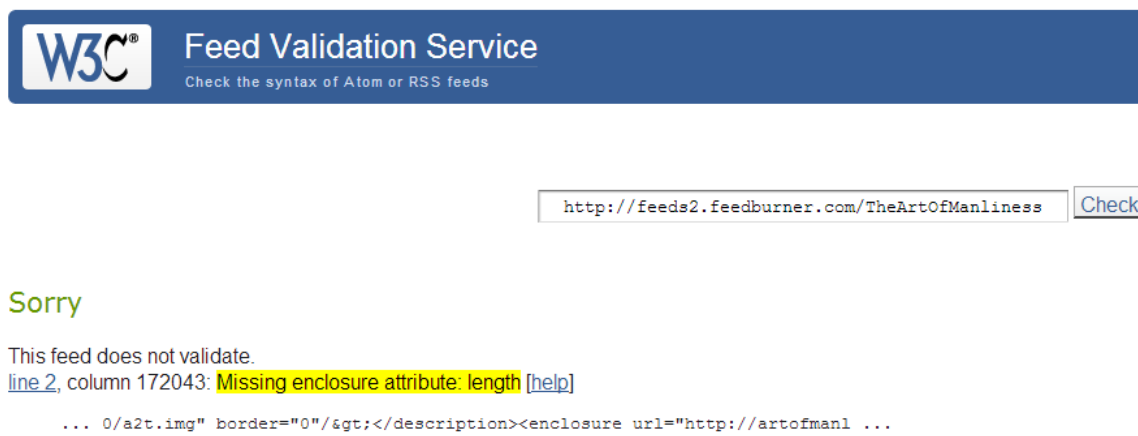 W3C®
Feed Validation Service
Check the syntax of Atom or RSS feeds
http://feeds2.feedburner.com/TheArtOfManliness Check
Sorry
This feed does not validate.
line 2, column 172043: Missing enclosure attribute: length [help]
... 0/a2t.img" border="0"/&gt;</description><enclosure url="http://artofmanl ...